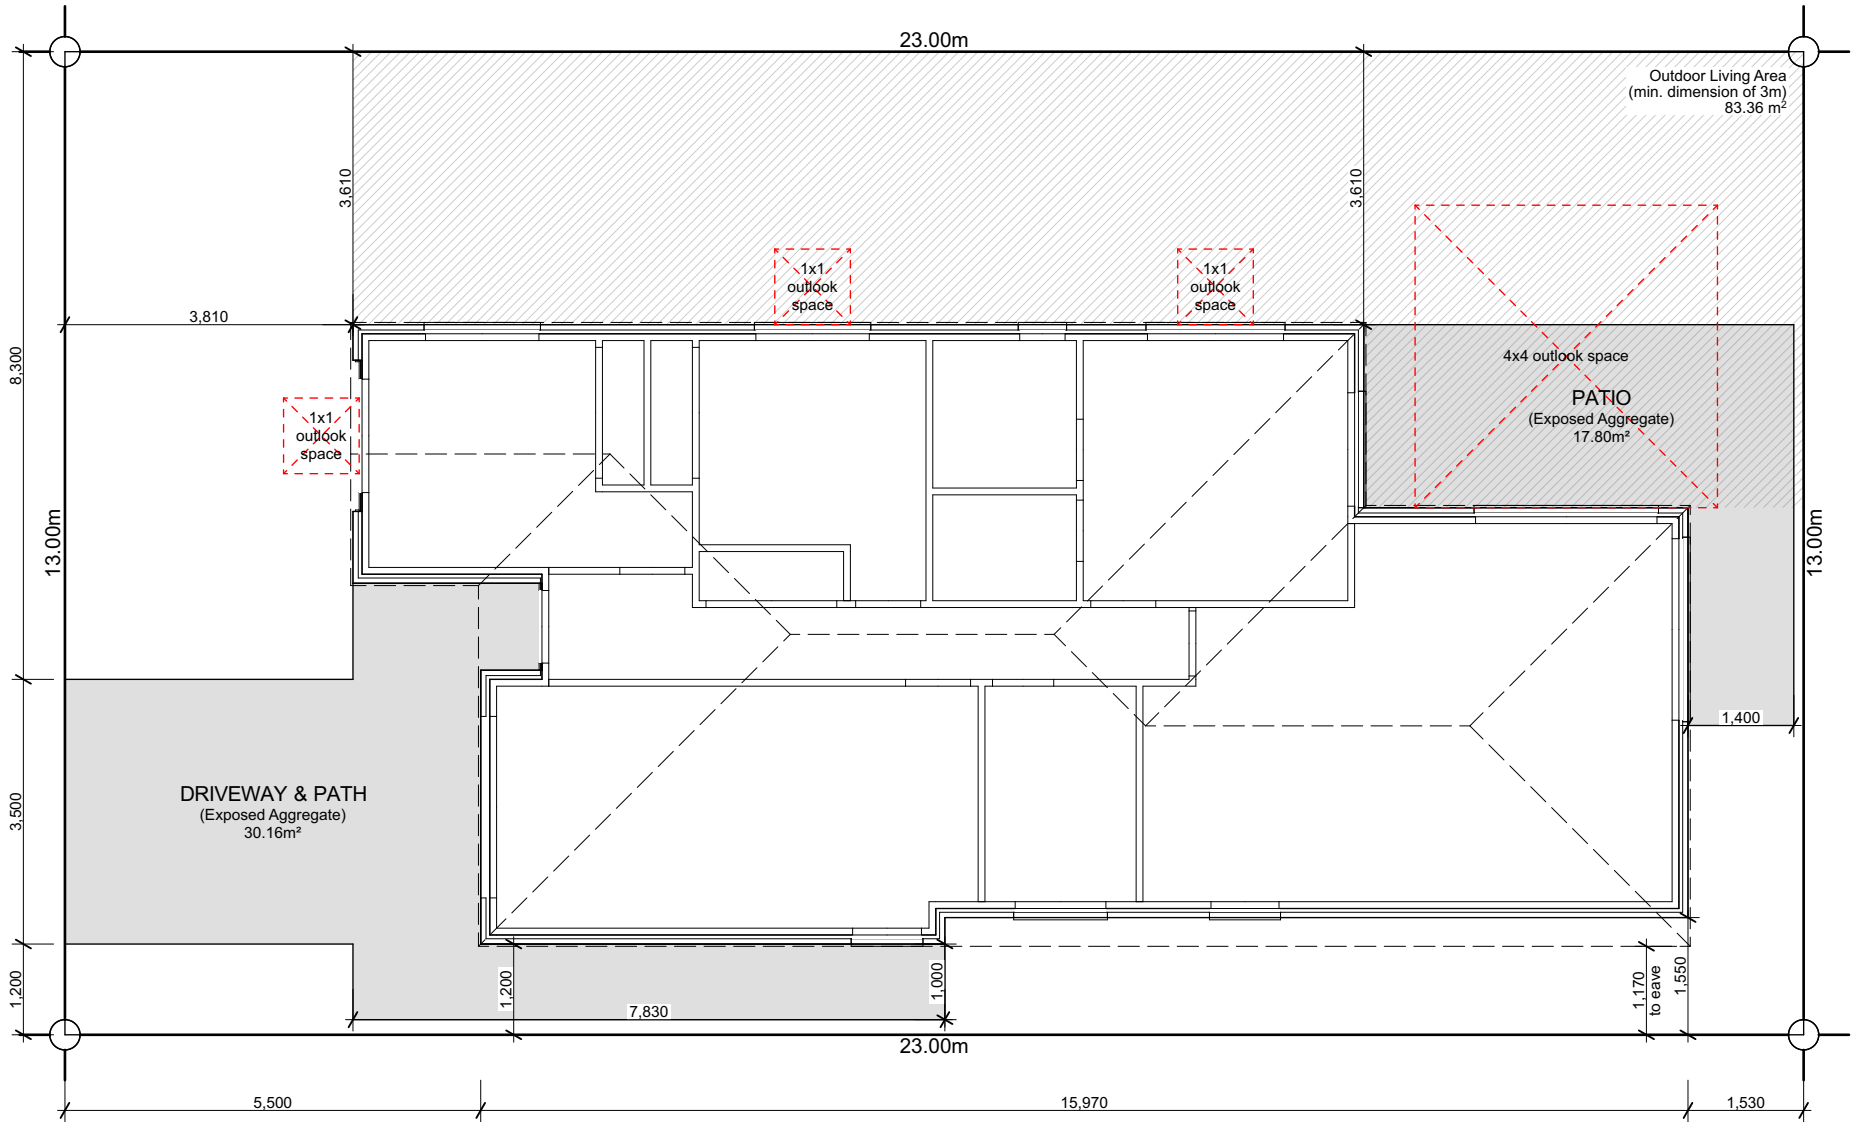 23.00m
Outdoor Living Area
(min. dimension of 3m)
83.36 m²
3,610
3,610
1x1
outlook
space
1x1
outlook
space
3,810
8,300
4x4 outlook space
PATIO
(Exposed Aggregate)
17.80m²
1x1
outlook
space
13.00m
13.00m
1,400
DRIVEWAY & PATH
(Exposed Aggregate)
30.16m²
3,500
1,200
1,200
7,830
1,000
1,170
to eave
1,550
23.00m
5,500
15,970
1,530